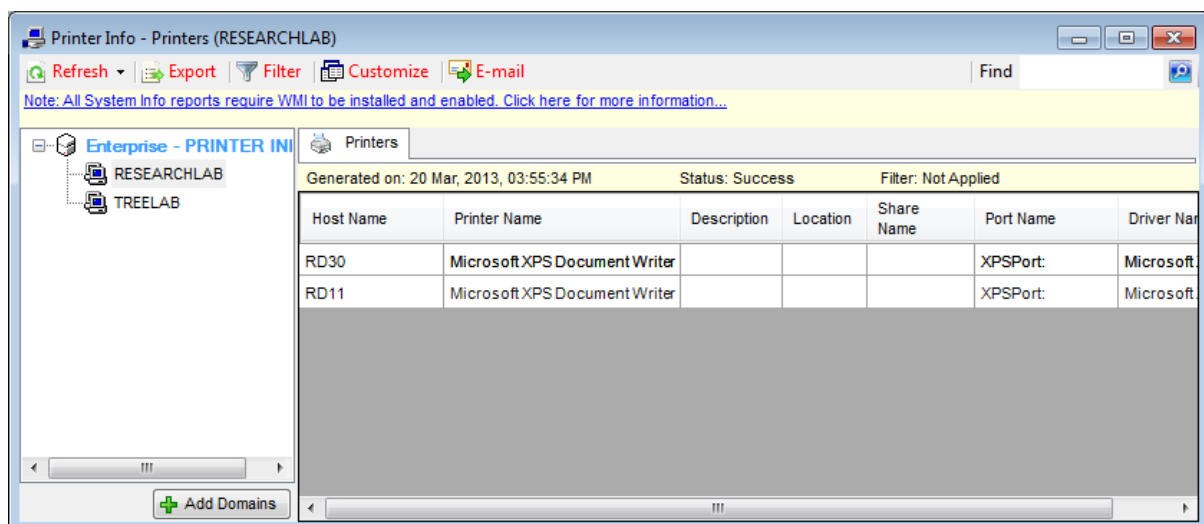 Printer Info - Printers (RESEARCHLAB)
Refresh Export Filter Customize E-mail Find
Note: All System Info reports require WMI to be installed and enabled. Click here for more information...
Enterprise - PRINTER
RESEARCHLAB
TREELAB
Printers
Generated on: 20 Mar, 2013, 03:55:34 PM Status: Success Filter: Not Applied
Host Name Printer Name Description Location Share Name Port Name Driver
RD30 Microsoft XPS Document Writer XPSPort: Microsoft
RD11 Microsoft XPS Document Writer XPSPort: Microsoft
Add Domains